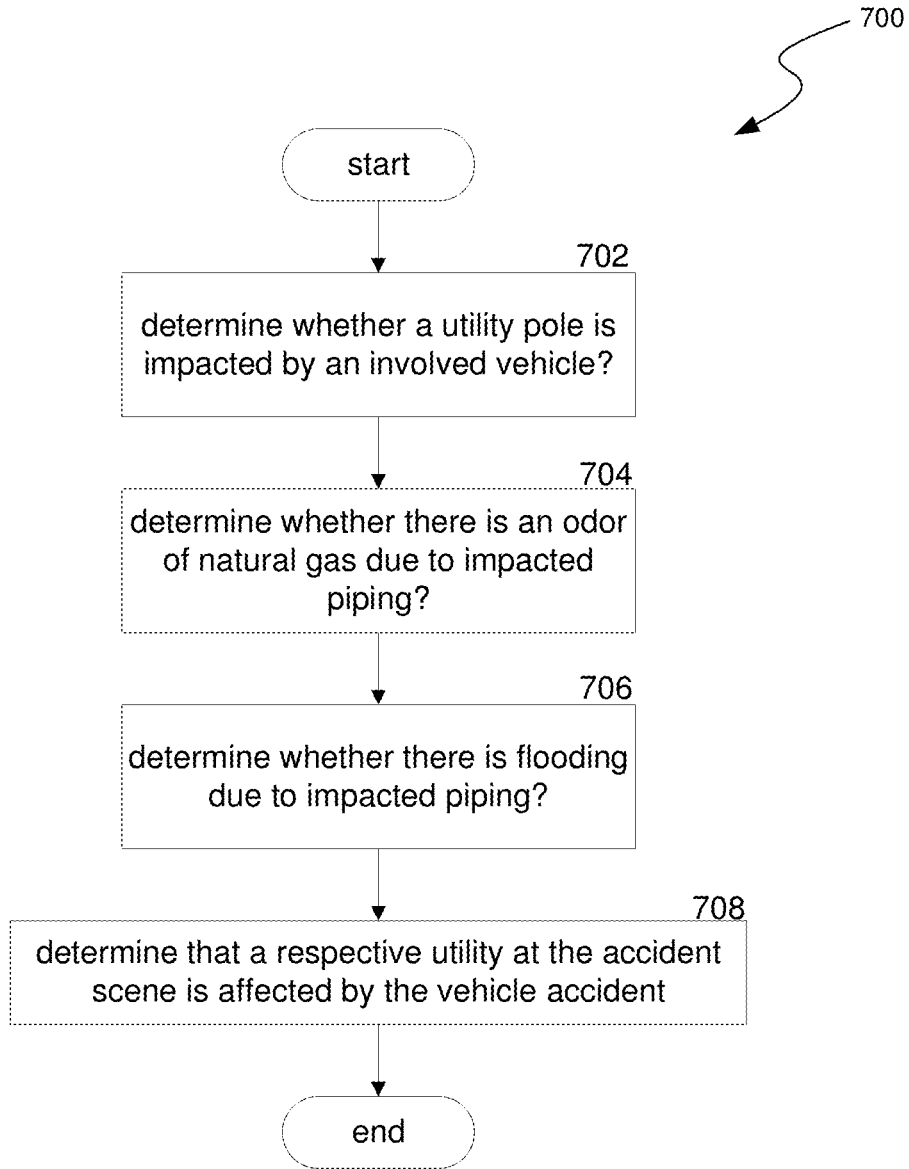 700
start
702
determine whether a utility pole is
impacted by an involved vehicle?
704
determine whether there is an odor
of natural gas due to impacted
piping?
706
determine whether there is flooding
due to impacted piping?
708
determine that a respective utility at the accident
scene is affected by the vehicle accident
end